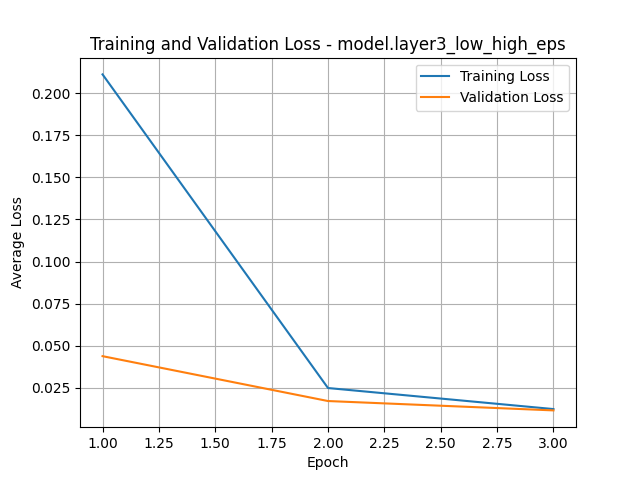 Training and Validation Loss - model.layer3_low_high_eps
Training Loss
Validation Loss
0.200
0.175
0.150
0.125
0.100
0.075
0.050
0.025
Average Loss
1.00 1.25 1.50 1.75 2.00 2.25 2.50 2.75 3.00
Epoch